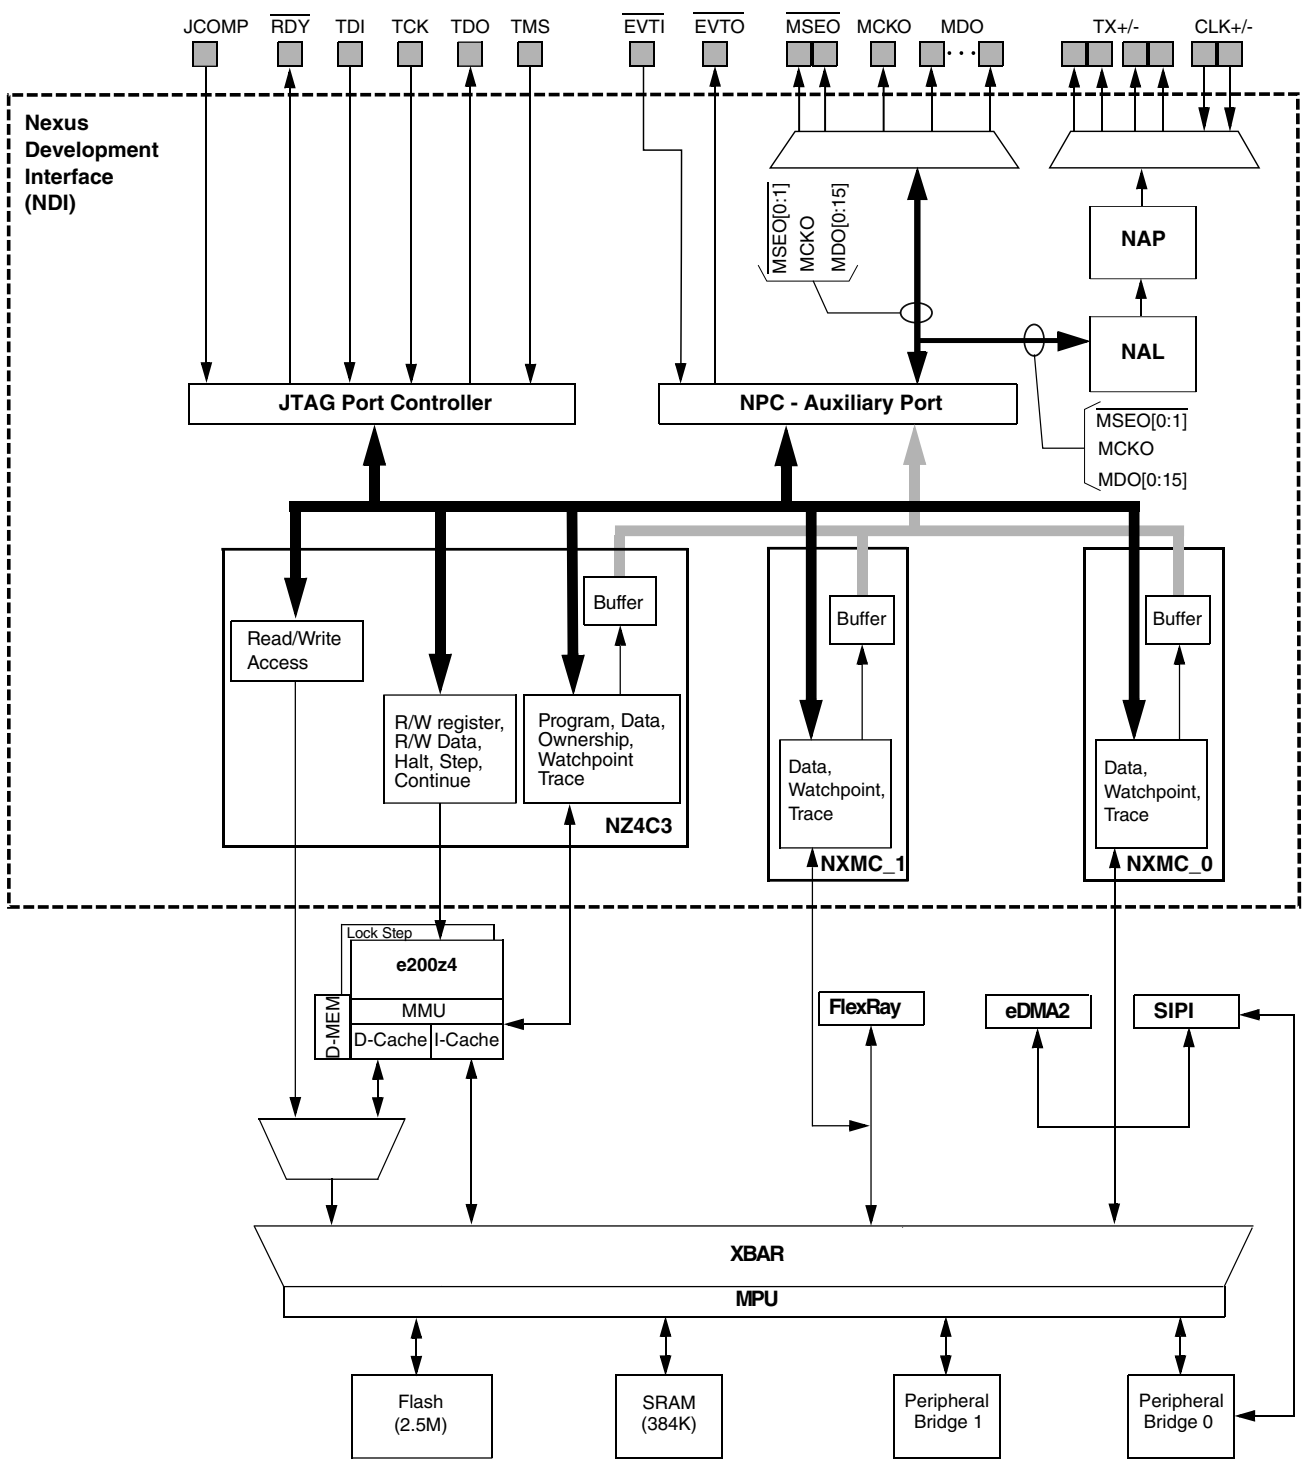 JCOMP RDY TDI TCK TDO TMS EVTI EVTO MSEO MCKO MDO TX+/- CLK+/-
Nexus
Development
Interface
(NDI)
MSEO[0:1]
MCKO
MDO[0:15]
NAP
NAL
JTAG Port Controller
NPC - Auxiliary Port
MSEO[0:1]
MCKO
MDO[0:15]
Read/Write
Access
R/W register,
R/W Data,
Halt, Step,
Continue
Buffer
Program, Data,
Ownership,
Watchpoint
Trace
NZ4C3
Buffer
Data,
Watchpoint,
Trace
NXMC_1
Buffer
Data,
Watchpoint,
Trace
NXMC_0
Lock Step
e200z4
MMU
D-MEM
D-Cache
I-Cache
FlexRay
eDMA2
SIPI
XBAR
MPU
Flash
(2.5M)
SRAM
(384K)
Peripheral
Bridge 1
Peripheral
Bridge 0